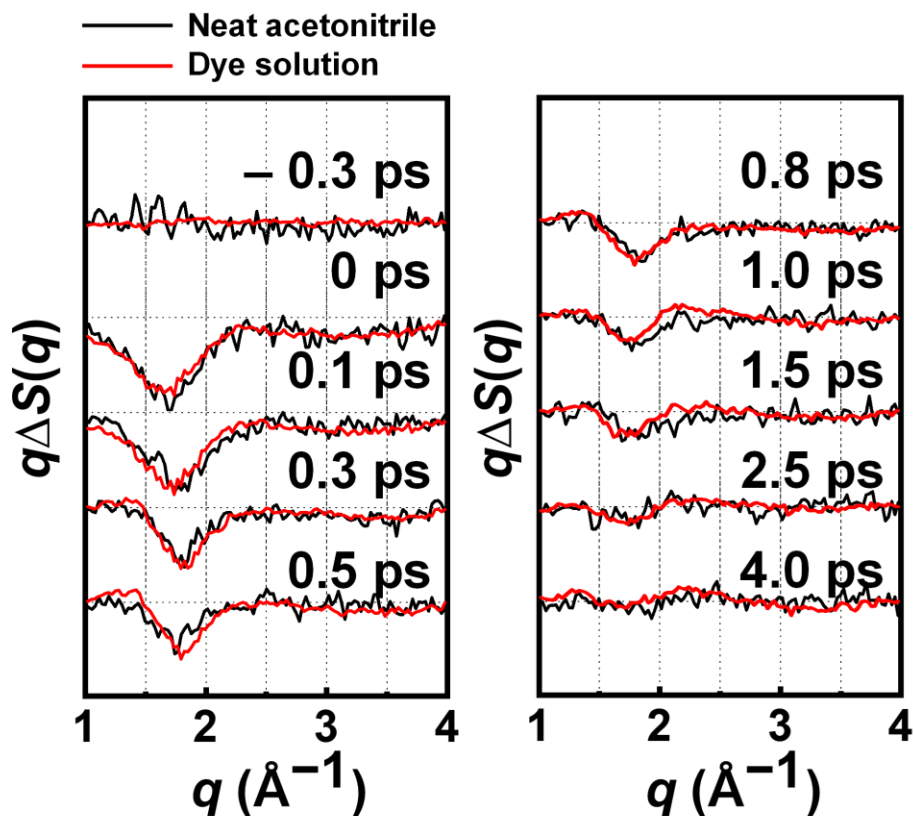 Neat acetonitrile
Dye solution
– 0.3 ps
0 ps
0.1 ps
0.3 ps
0.5 ps
qΔS(q)
1 2 3 4
q (Å⁻¹)
0.8 ps
1.0 ps
1.5 ps
2.5 ps
4.0 ps
qΔS(q)
1 2 3 4
q (Å⁻¹)